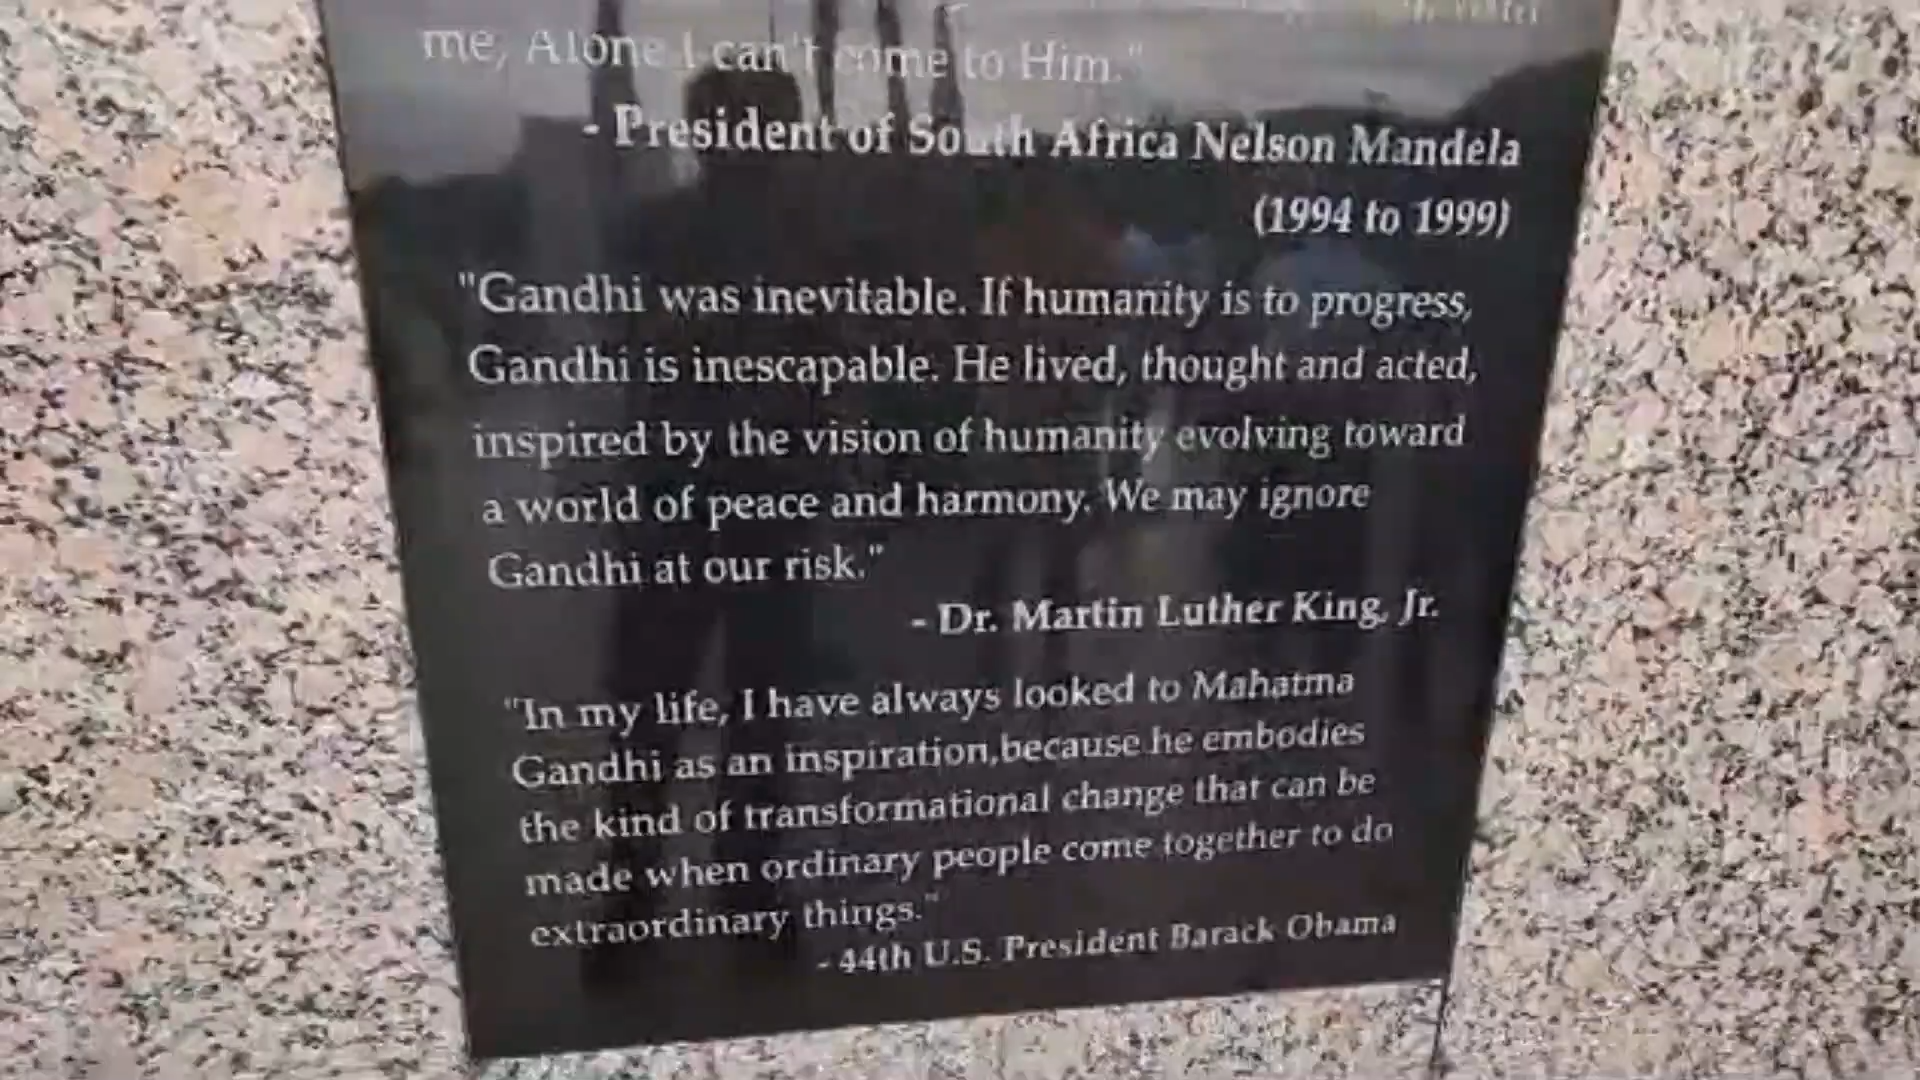 me, Alone I can't come to Him."
- President of South Africa Nelson Mandela
(1994 to 1999)
"Gandhi was inevitable. If humanity is to progress,
Gandhi is inescapable. He lived, thought and acted,
inspired by the vision of humanity evolving toward
a world of peace and harmony. We may ignore
Gandhi at our risk."
- Dr. Martin Luther King, Jr.
"In my life, I have always looked to Mahatma
Gandhi as an inspiration,because he embodies
the kind of transformational change that can be
made when ordinary people come together to do
extraordinary things."
- 44th U.S. President Barack Obama